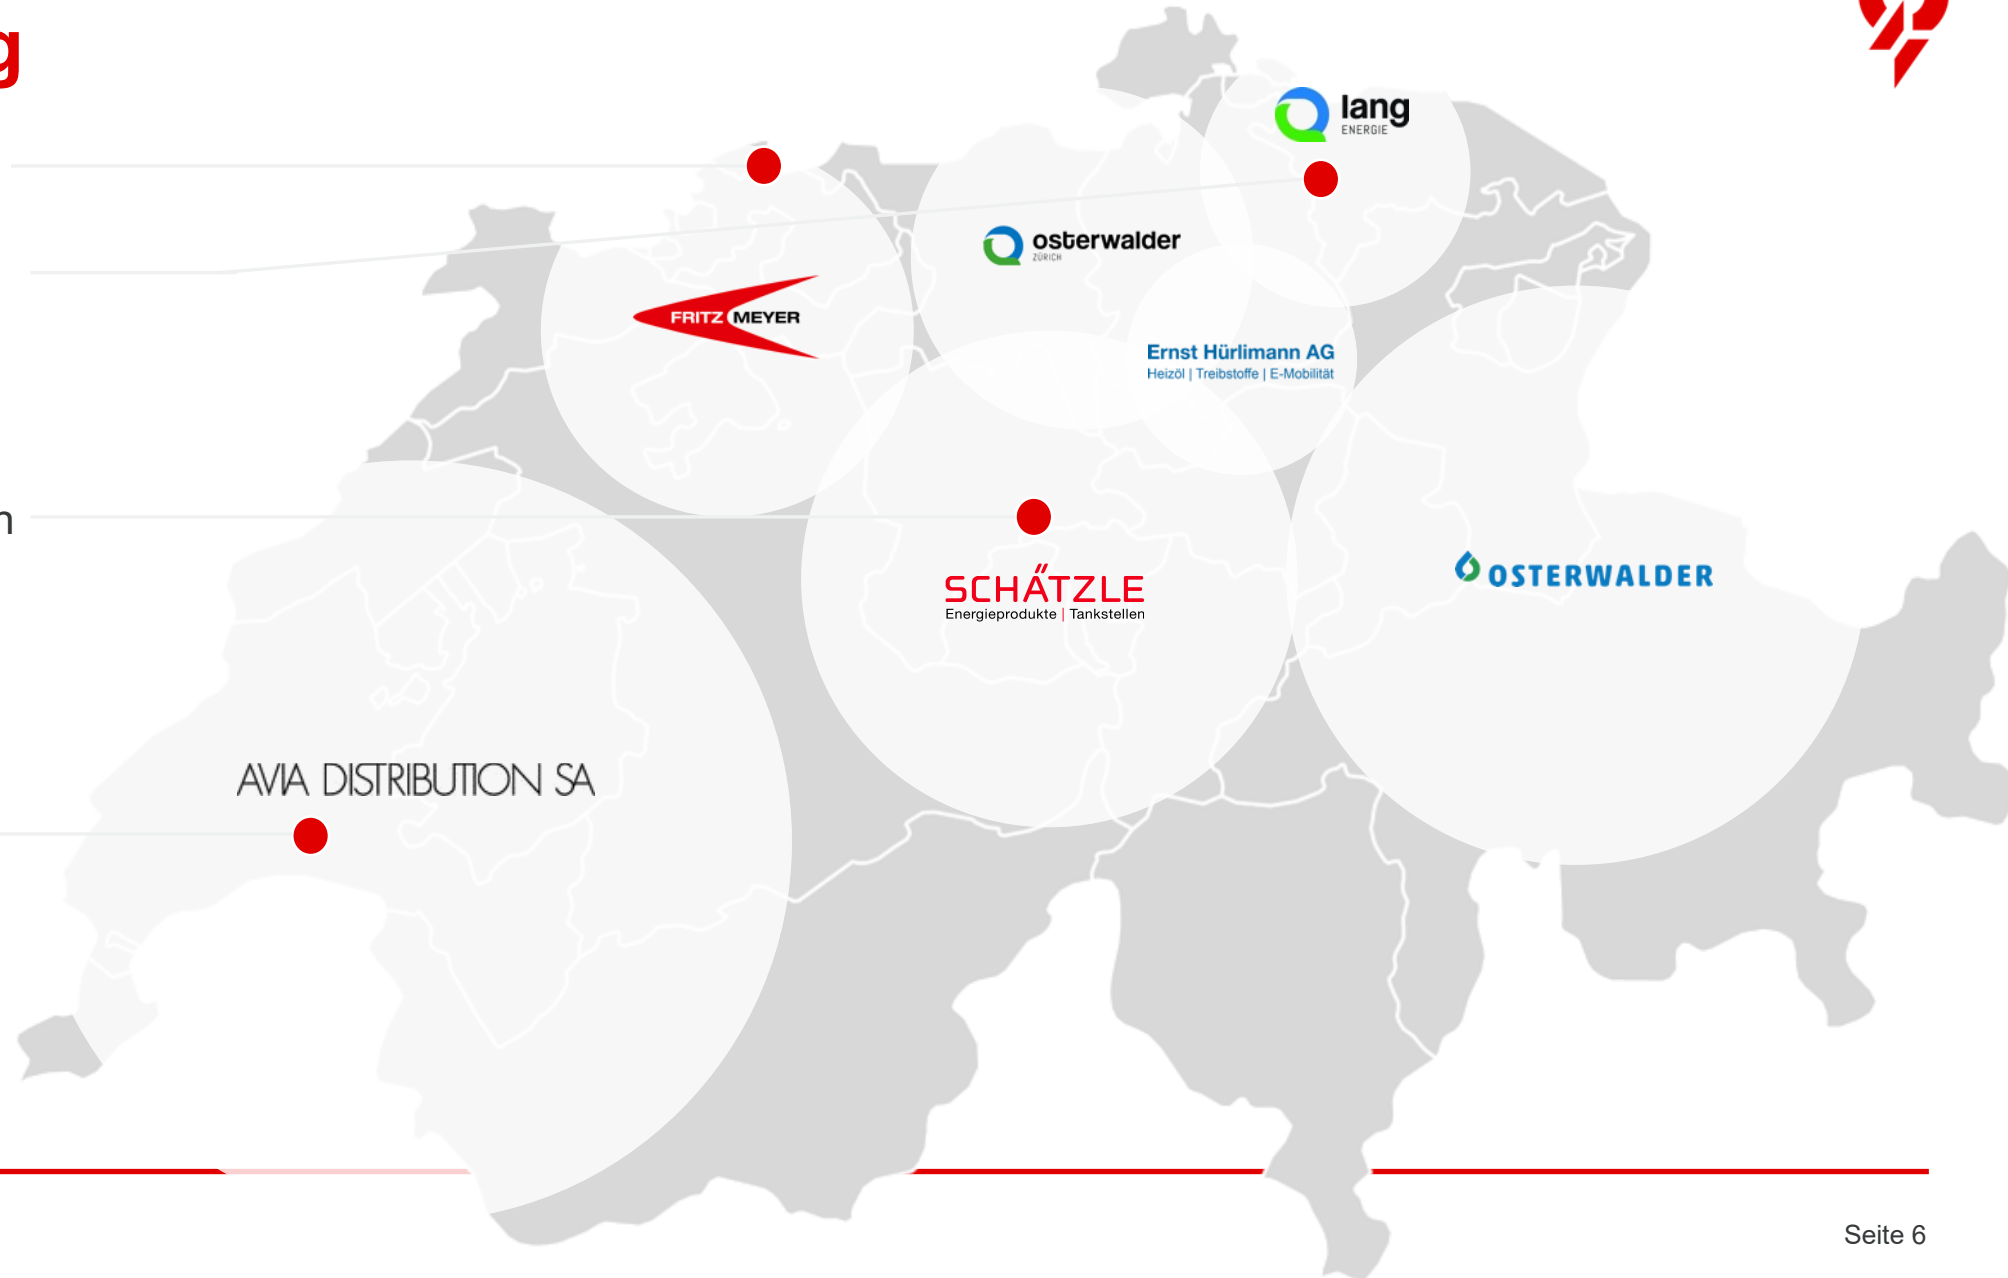 g
lang
ENERGIE
osterwalder
ZÜRICH
FRITZ MEYER
Ernst Hürlimann AG
Heizöl | Treibstoffe | E-Mobilität
n
OSTERWALDER
SCHÄTZLE
Energieprodukte | Tankstellen
AVIA DISTRIBUTION SA
Seite 6